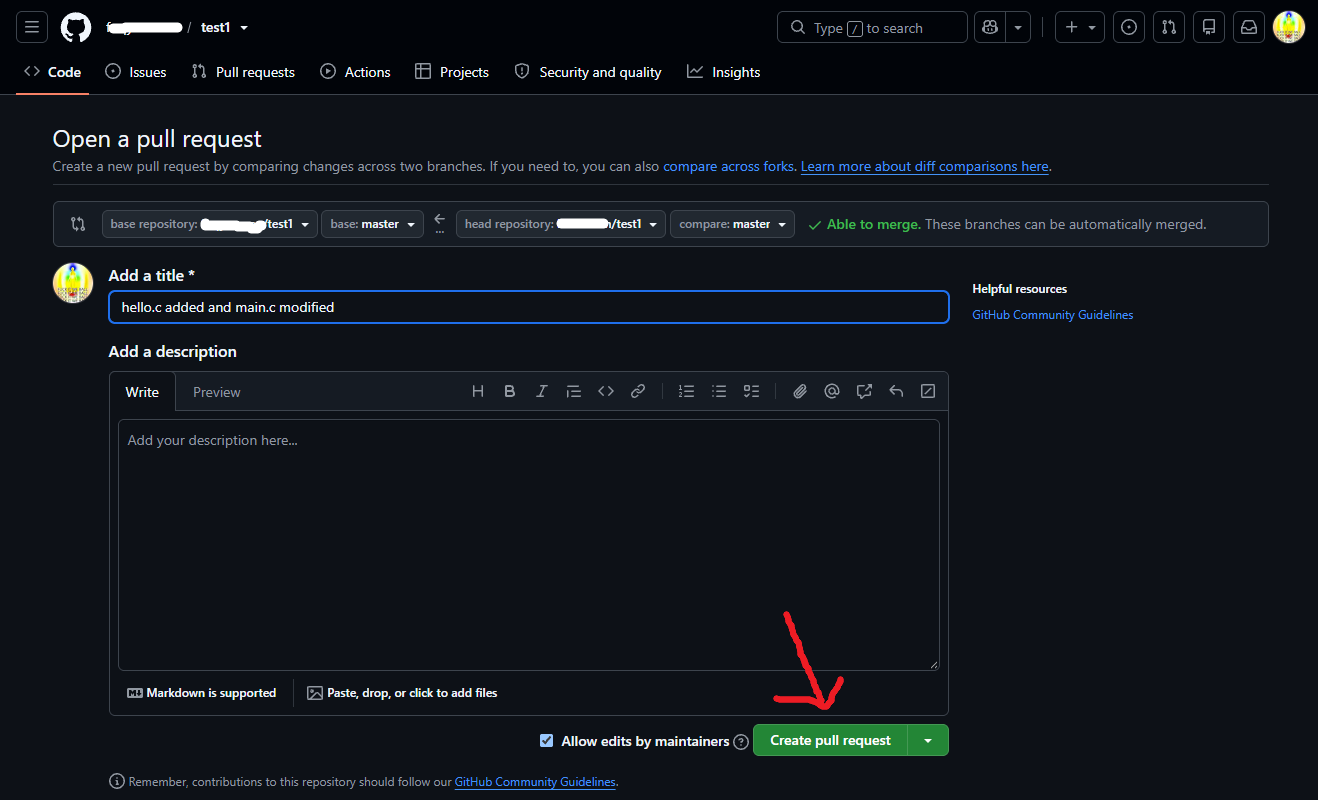 / test1
Type / to search
Code Issues Pull requests Actions Projects Security and quality Insights
Open a pull request
Create a new pull request by comparing changes across two branches. If you need to, you can also compare across forks. Learn more about diff comparisons here.
base repository: /test1 base: master ... head repository: /test1 compare: master Able to merge. These branches can be automatically merged.
Add a title *
Helpful resources
hello.c added and main.c modified
GitHub Community Guidelines
Add a description
Write Preview
Add your description here...
Markdown is supported Paste, drop, or click to add files
Allow edits by maintainers ? Create pull request
Remember, contributions to this repository should follow our GitHub Community Guidelines.